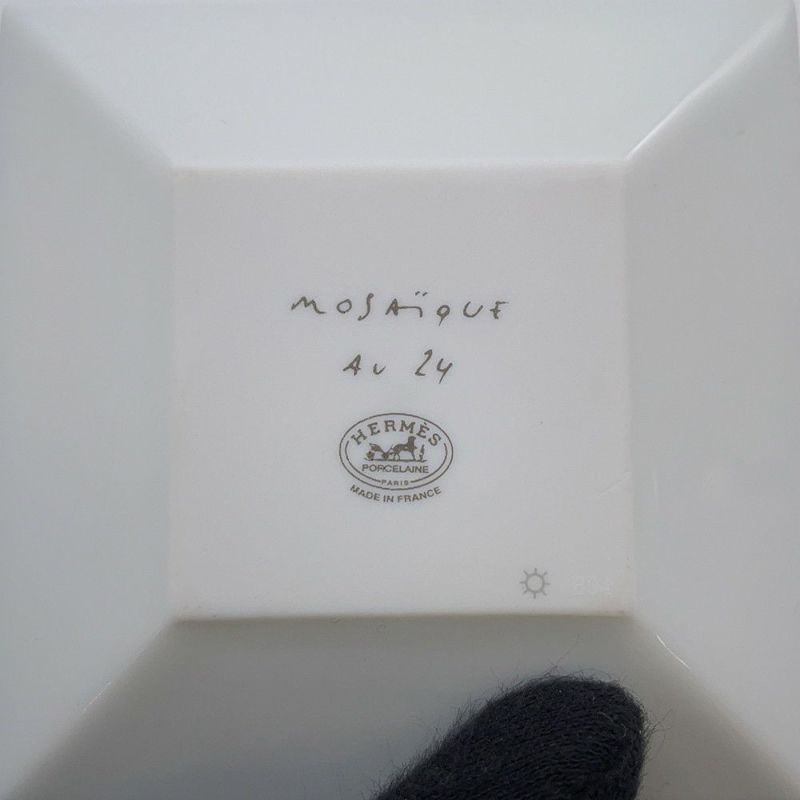 MOSAÏQUE
AU 24
HERMÈS
PORCELAINE
PARIS
MADE IN FRANCE